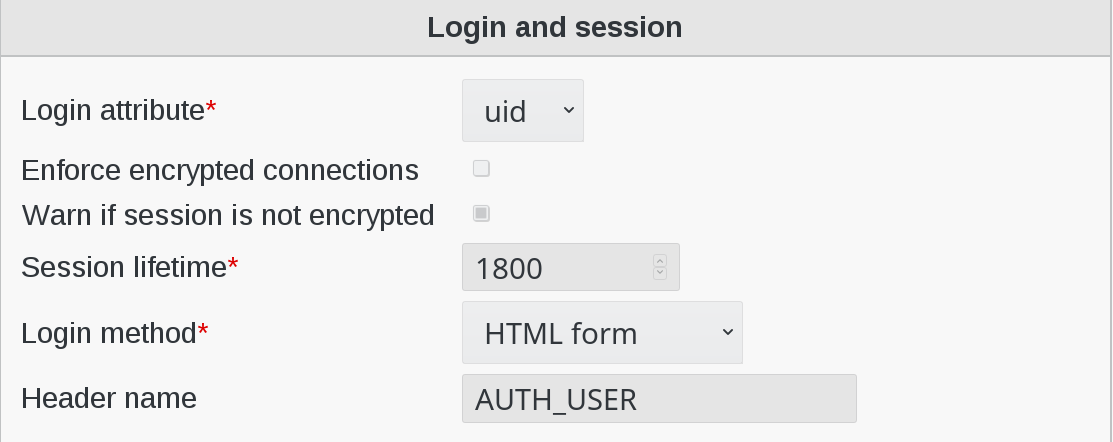 Login and session
Login attribute* uid
Enforce encrypted connections
Warn if session is not encrypted
Session lifetime* 1800
Login method* HTML form
Header name AUTH_USER